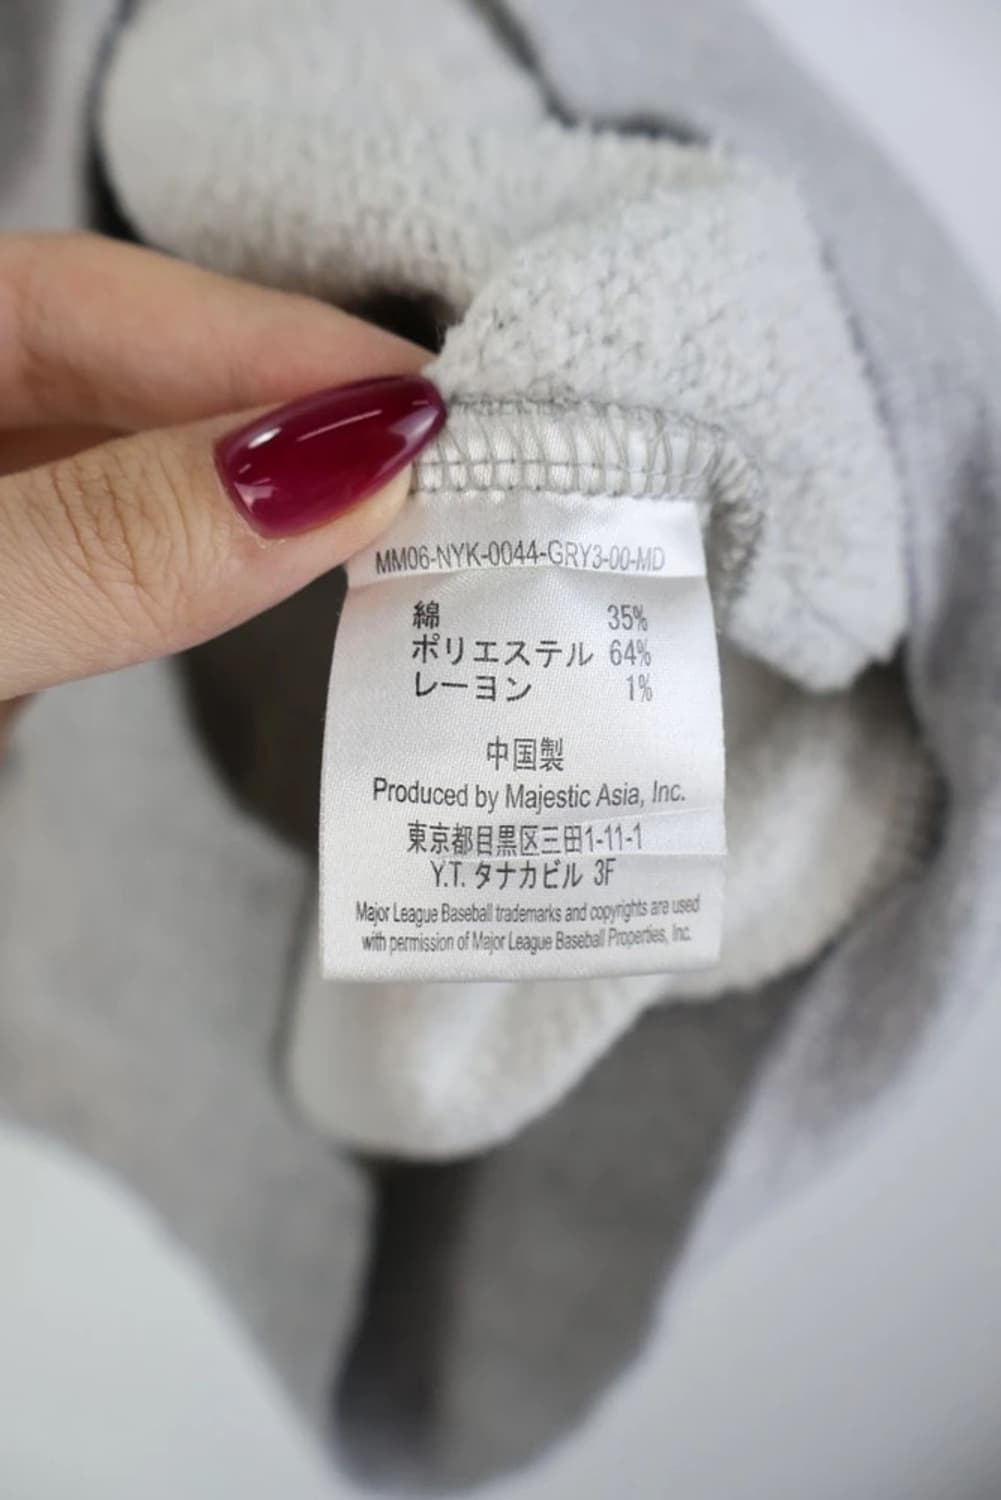 MM06-NYK-0044-GRY3-00-MD
綿 35%
ポリエステル 64%
レーヨン 1%
中国製
Produced by Majestic Asia, Inc.
東京都目黒区三田1-11-1
Y.T. タナカビル 3F
Major League Baseball trademarks and copyrights are used
with permission of Major League Baseball Properties, Inc.